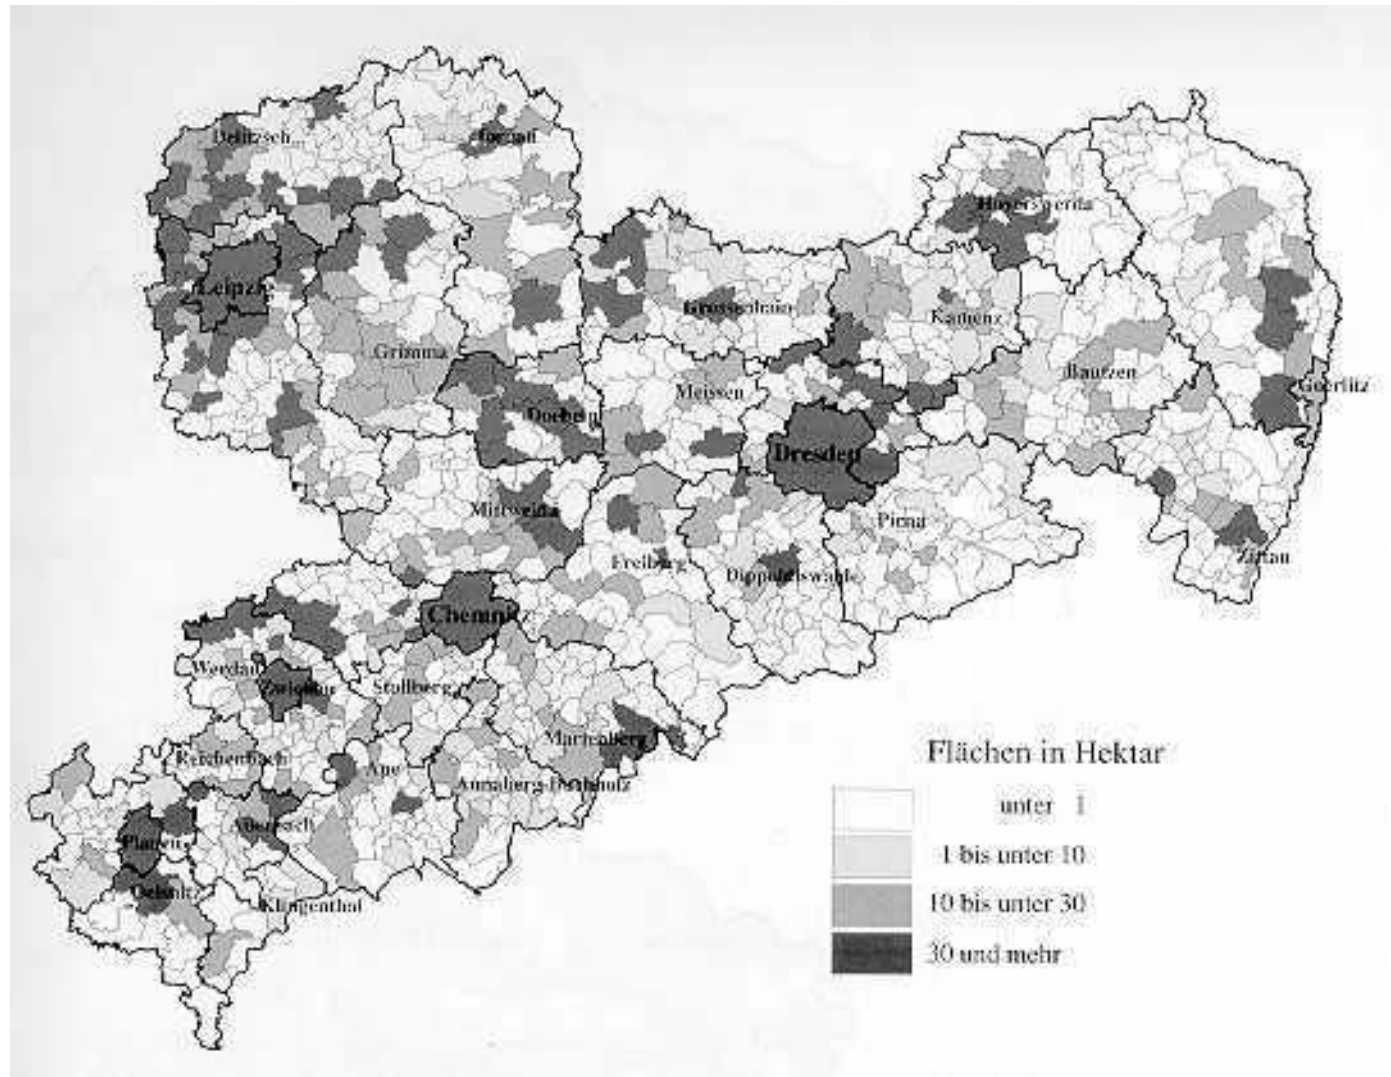 Delitzsch
Torgau
Hoyerswerda
Leipzig
Grossenhain
Kamenz
Grimma
Bautzen
Goerlitz
Meissen
Doebeln
Dresden
Mittweida
Pirna
Zittau
Freiberg
Dippoldiswalde
Chemnitz
Werdau
Zwickau
Stollberg
Marienberg
Reichenbach
Aue
Annaberg-Buchholz
Auerbach
Plauen
Oelsnitz
Klingenthal
Flächen in Hektar
unter 1
1 bis unter 10
10 bis unter 30
30 und mehr